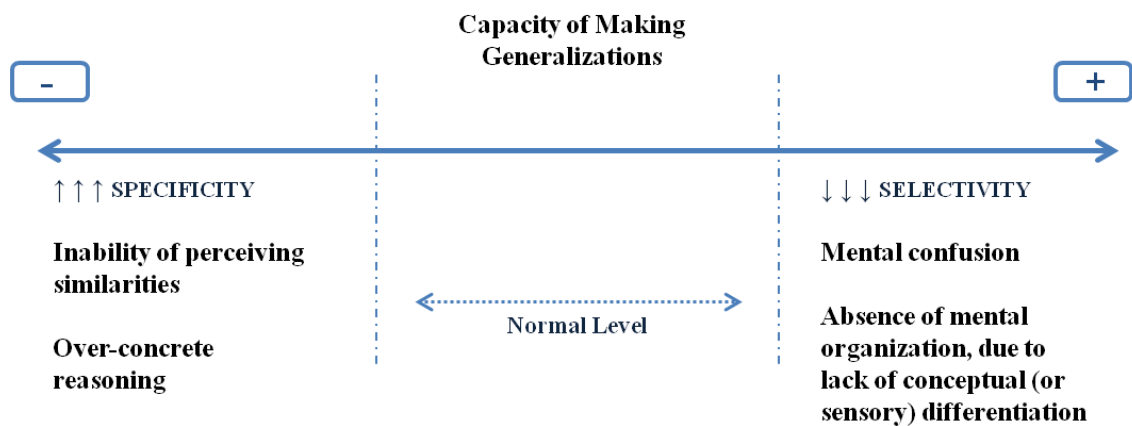 Capacity of Making
Generalizations
-
+
↑ ↑ ↑ SPECIFICITY
Inability of perceiving
similarities
Over-concrete
reasoning
Normal Level
↓ ↓ ↓ SELECTIVITY
Mental confusion
Absence of mental
organization, due to
lack of conceptual (or
sensory) differentiation